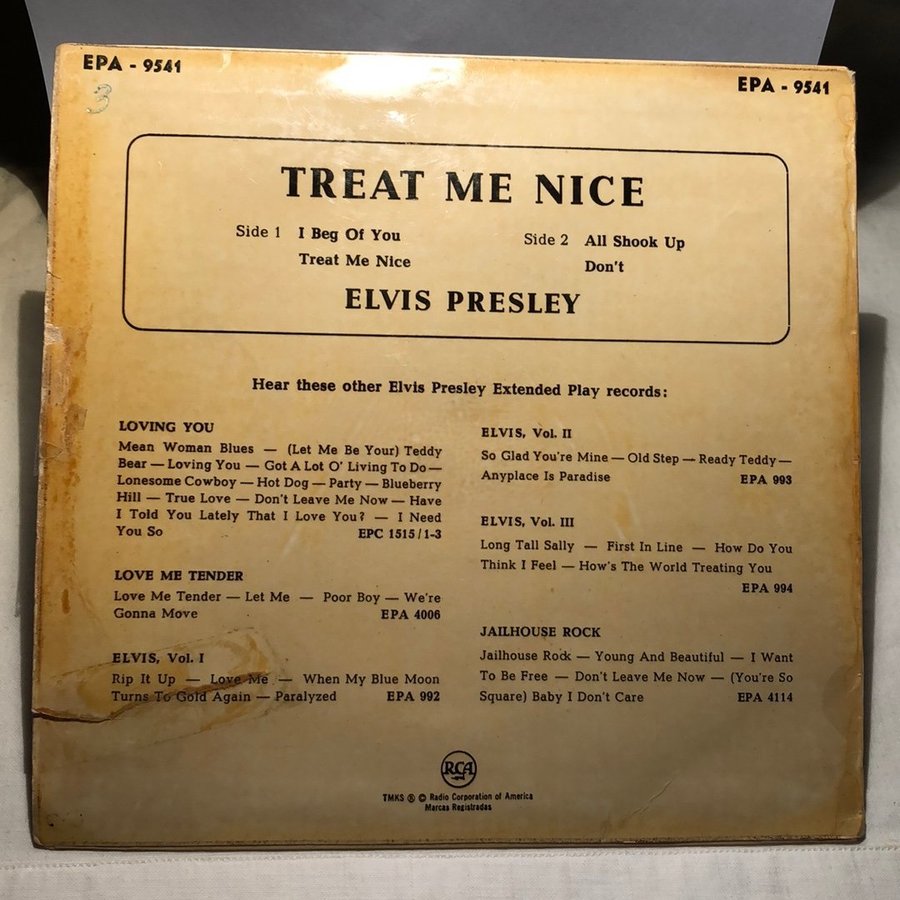 EPA - 9541
EPA - 9541
3
TREAT ME NICE
Side 1 I Beg Of You
Treat Me Nice
Side 2 All Shook Up
Don't
ELVIS PRESLEY
Hear these other Elvis Presley Extended Play records:
LOVING YOU
Mean Woman Blues — (Let Me Be Your) Teddy
Bear — Loving You — Got A Lot O' Living To Do —
Lonesome Cowboy — Hot Dog — Party — Blueberry
Hill — True Love — Don't Leave Me Now — Have
I Told You Lately That I Love You? — I Need
You So EPC 1515/1-3
LOVE ME TENDER
Love Me Tender — Let Me — Poor Boy — We're
Gonna Move EPA 4006
ELVIS, Vol. I
Rip It Up — Love Me — When My Blue Moon
Turns To Gold Again — Paralyzed EPA 992
ELVIS, Vol. II
So Glad You're Mine — Old Step — Ready Teddy —
Anyplace Is Paradise EPA 993
ELVIS, Vol. III
Long Tall Sally — First In Line — How Do You
Think I Feel — How's The World Treating You
EPA 994
JAILHOUSE ROCK
Jailhouse Rock — Young And Beautiful — I Want
To Be Free — Don't Leave Me Now — (You're So
Square) Baby I Don't Care EPA 4114
RCA
TMKS ® © Radio Corporation of America
Marcas Registradas